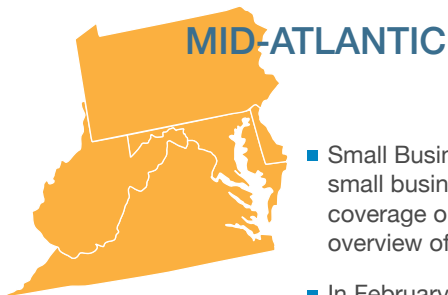 MID-ATLANTIC
Small Busin
small busin
coverage o
overview of
In February